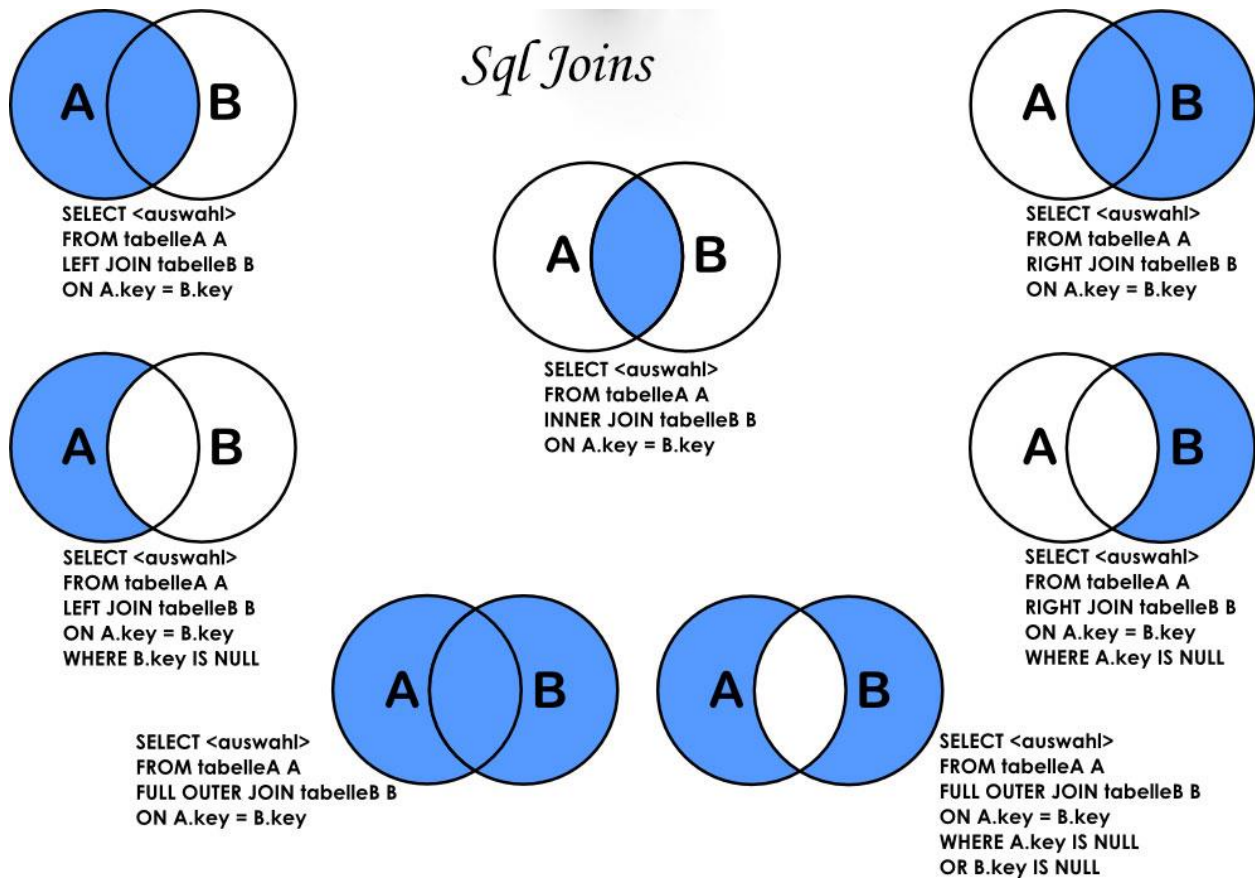 Sql Joins
A B
SELECT <auswahl>
FROM tabelleA A
LEFT JOIN tabelleB B
ON A.key = B.key
A B
SELECT <auswahl>
FROM tabelleA A
INNER JOIN tabelleB B
ON A.key = B.key
A B
SELECT <auswahl>
FROM tabelleA A
RIGHT JOIN tabelleB B
ON A.key = B.key
A B
SELECT <auswahl>
FROM tabelleA A
LEFT JOIN tabelleB B
ON A.key = B.key
WHERE B.key IS NULL
A B
SELECT <auswahl>
FROM tabelleA A
RIGHT JOIN tabelleB B
ON A.key = B.key
WHERE A.key IS NULL
A B
SELECT <auswahl>
FROM tabelleA A
FULL OUTER JOIN tabelleB B
ON A.key = B.key
A B
SELECT <auswahl>
FROM tabelleA A
FULL OUTER JOIN tabelleB B
ON A.key = B.key
WHERE A.key IS NULL
OR B.key IS NULL